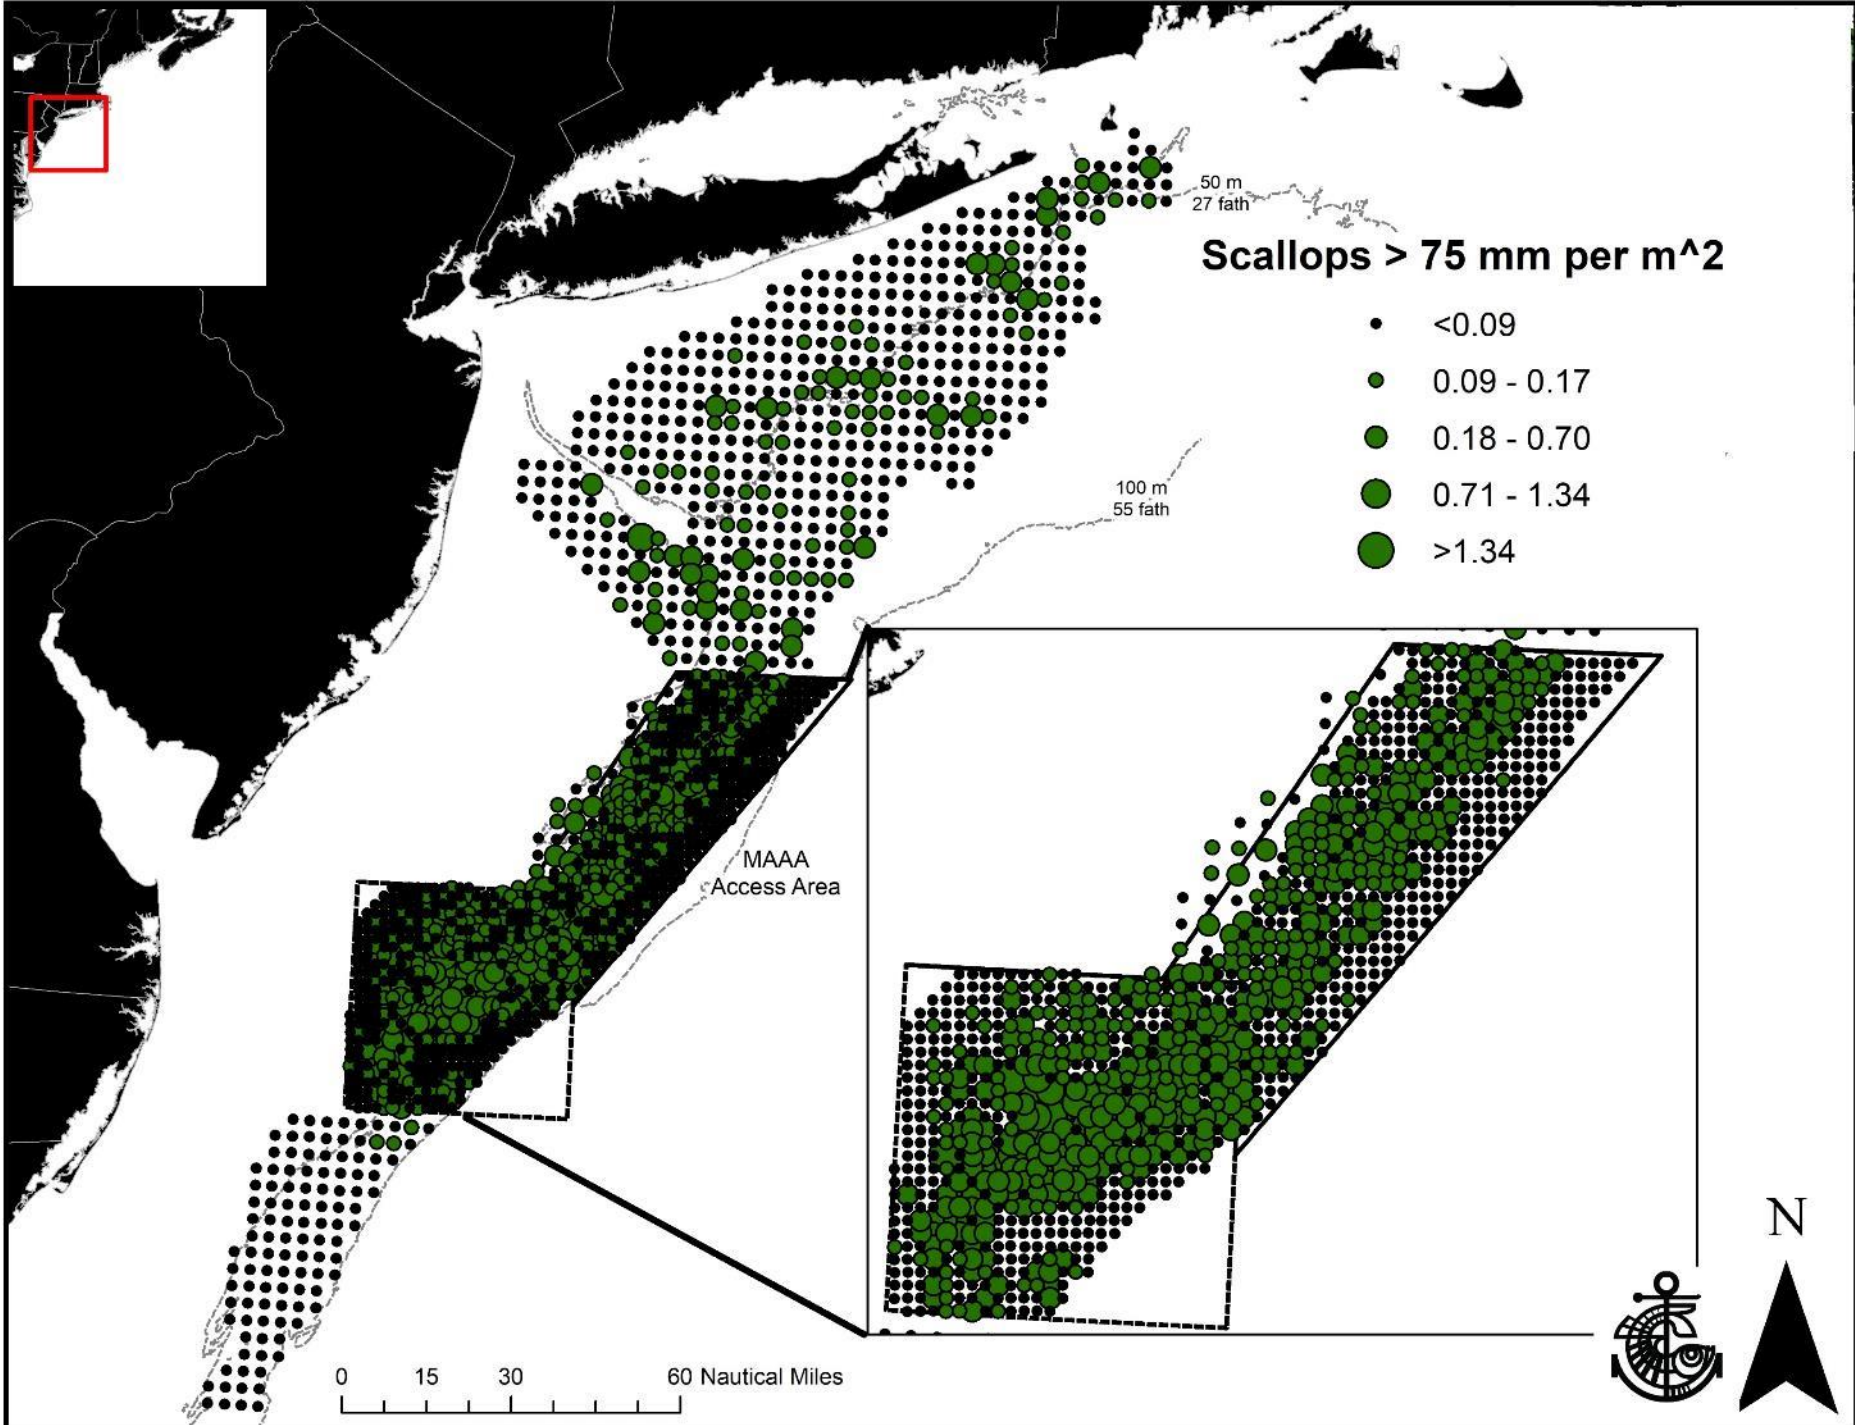 50 m
27 fath
Scallops > 75 mm per m^2
<0.09
0.09 - 0.17
0.18 - 0.70
0.71 - 1.34
>1.34
100 m
55 fath
MAAA
Access Area
N
0 15 30 60 Nautical Miles